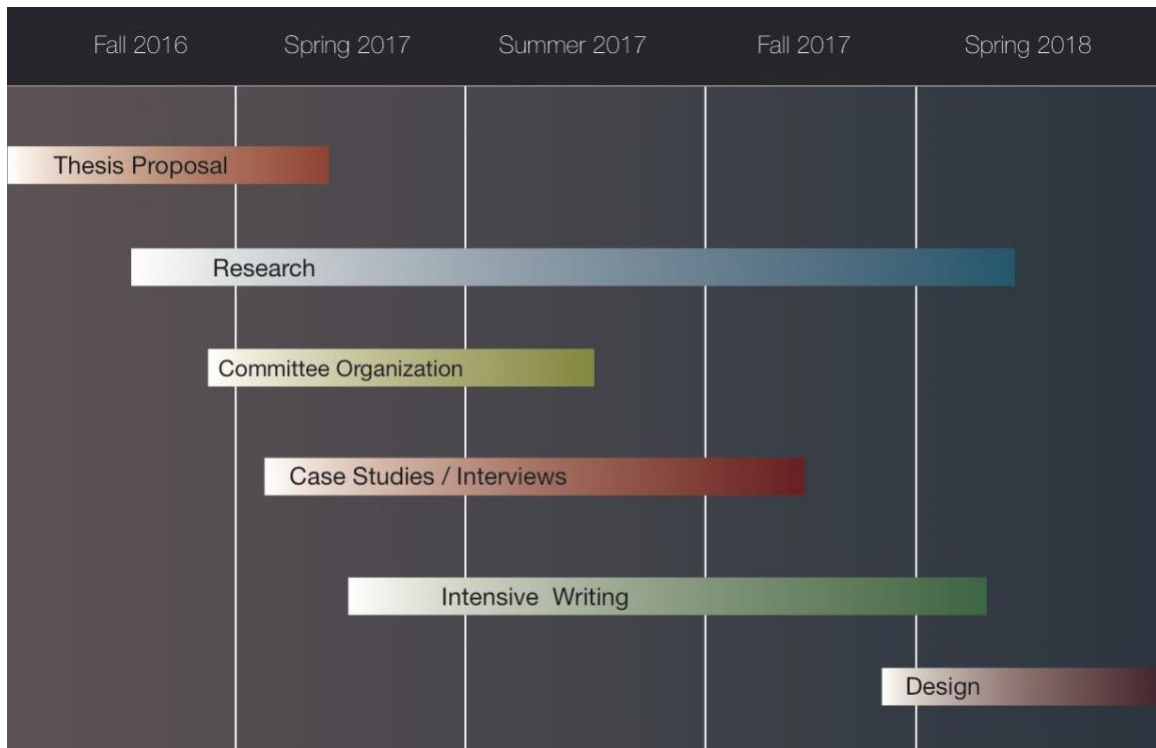 Fall 2016 Spring 2017 Summer 2017 Fall 2017 Spring 2018
Thesis Proposal
Research
Committee Organization
Case Studies / Interviews
Intensive Writing
Design